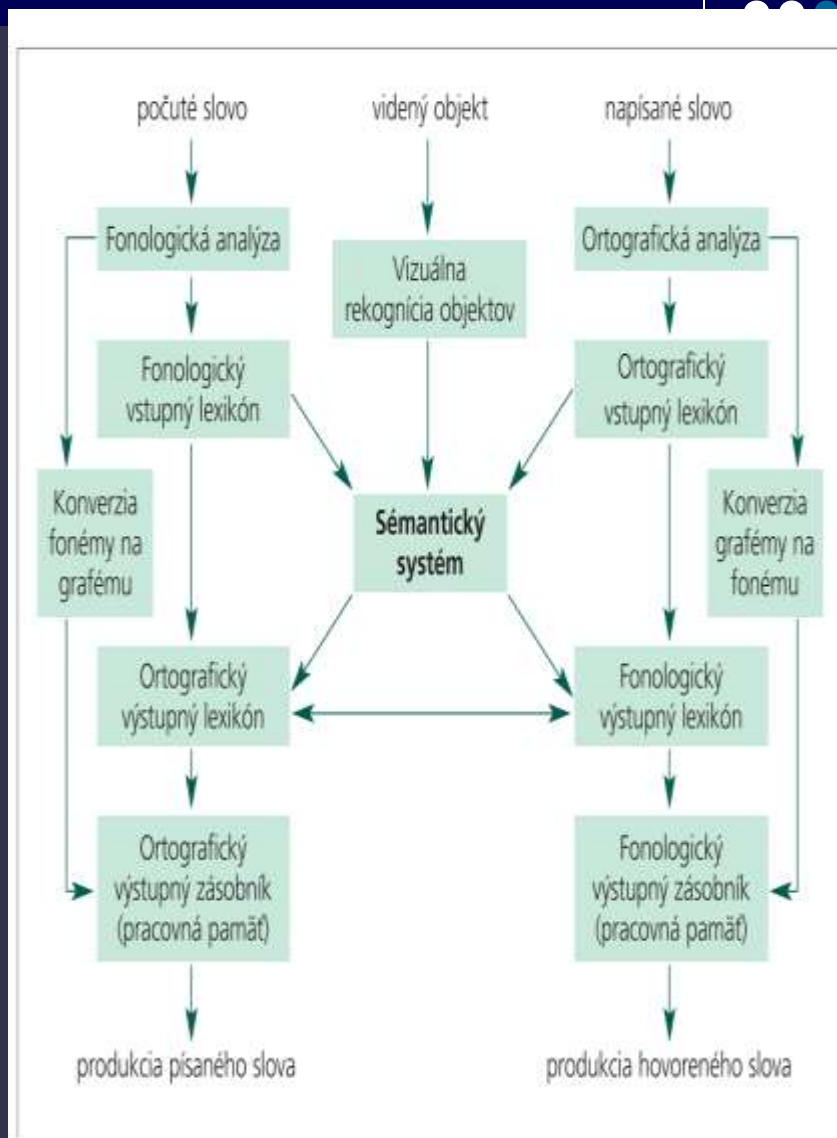 počuté slovo
videný objekt
napísané slovo
Fonologická analýza
Vizuálna
rekognícia objektov
Ortografická analýza
Fonologický
vstupný lexikón
Ortografický
vstupný lexikón
Konverzia
fonémy na
grafému
Sémantický
systém
Konverzia
grafémy na
fonému
Ortografický
výstupný lexikón
Fonologický
výstupný lexikón
Ortografický
výstupný zásobník
(pracovná pamäť)
Fonologický
výstupný zásobník
(pracovná pamäť)
produkcia písaného slova
produkcia hovoreného slova